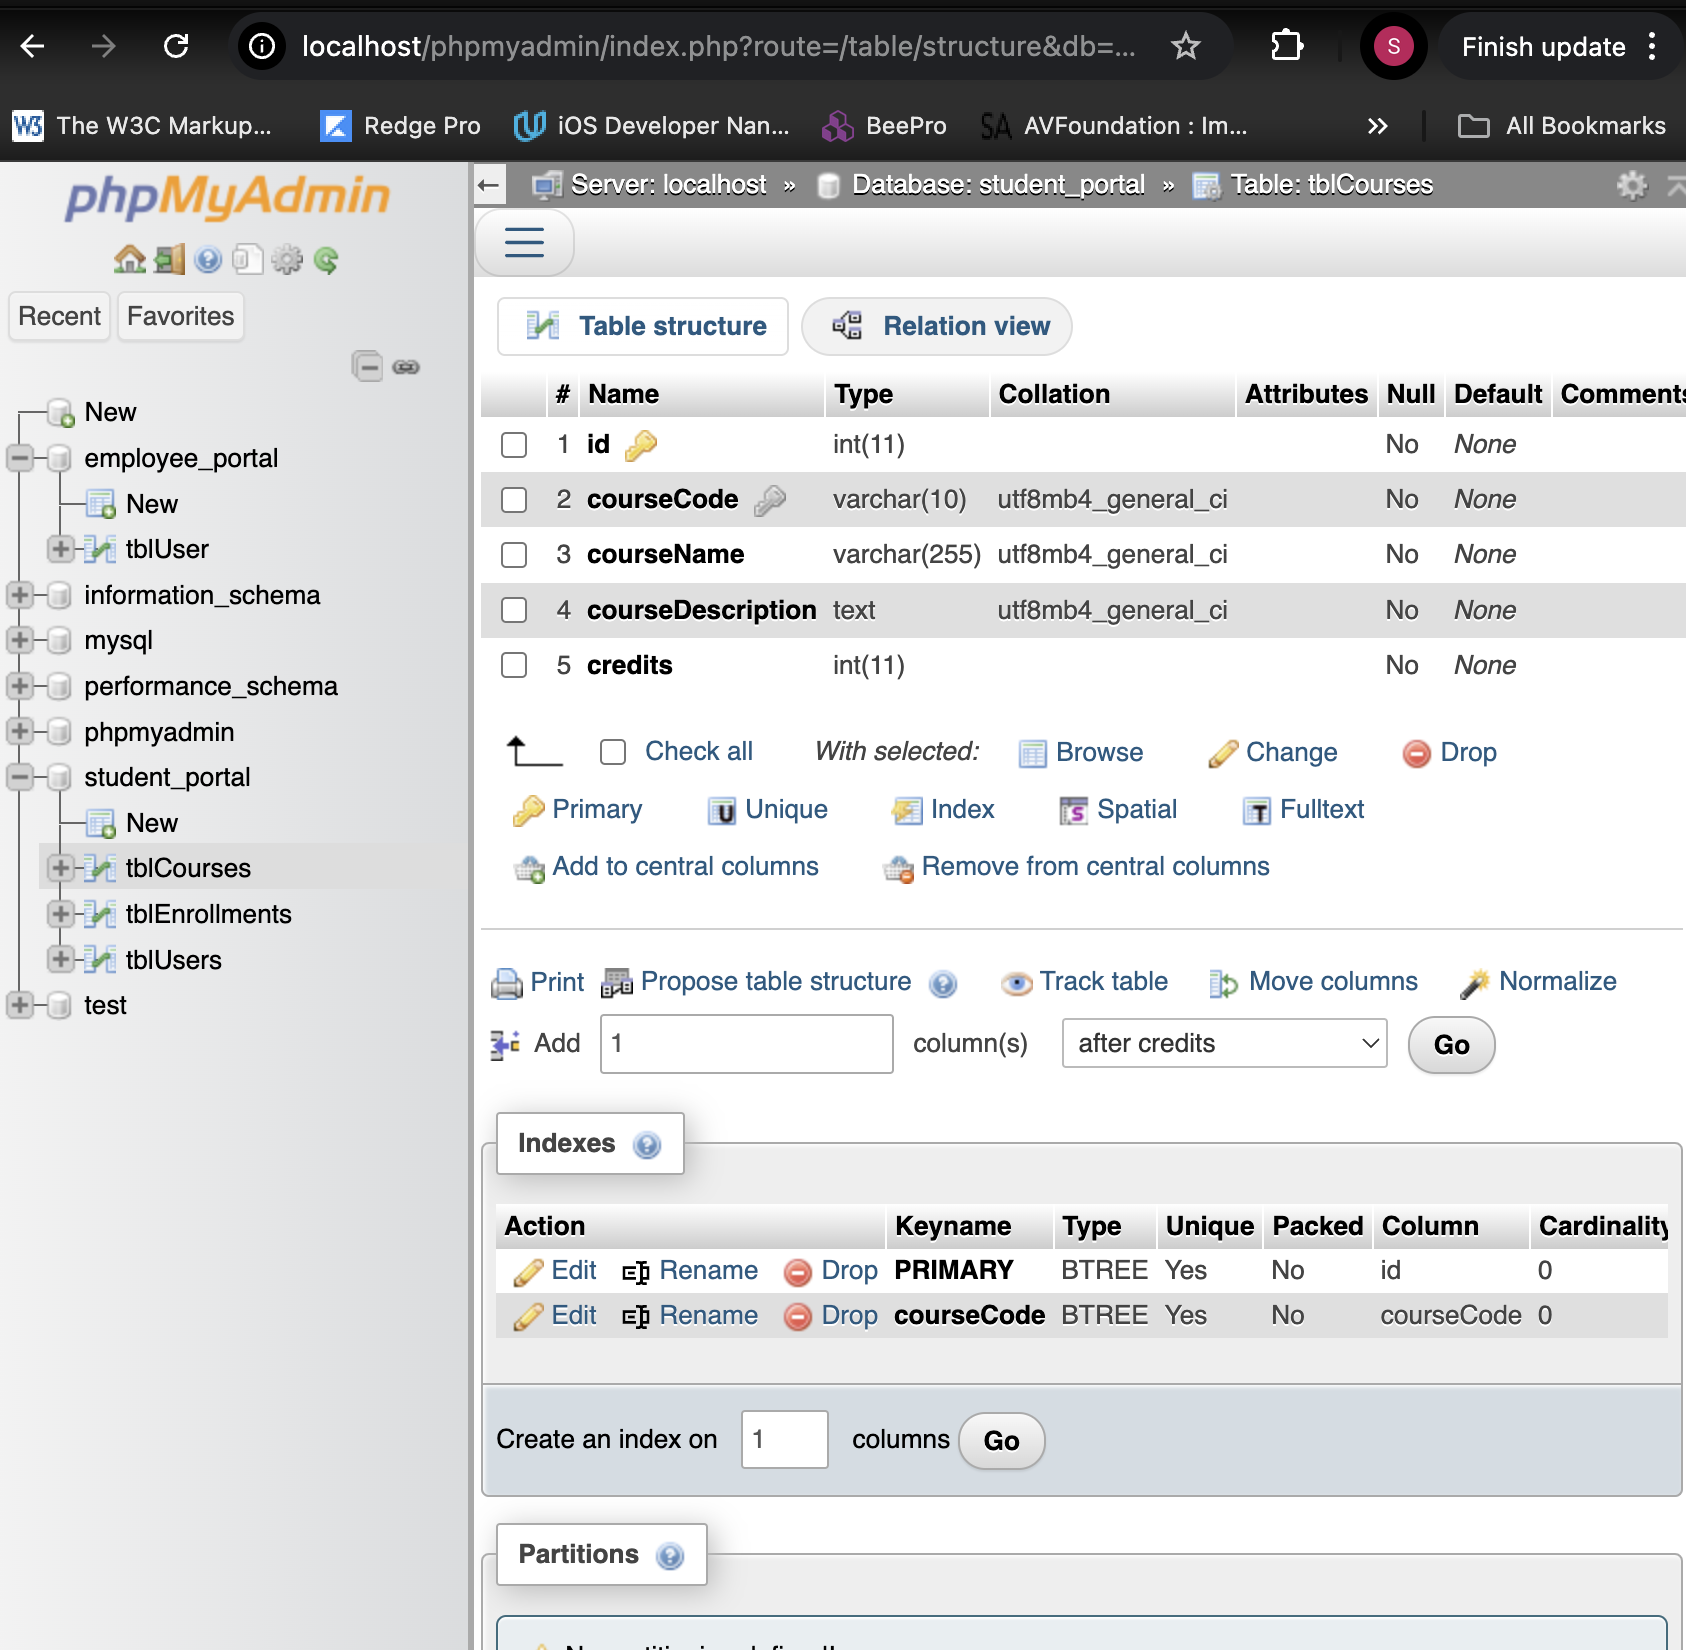 localhost/phpmyadmin/index.php?route=/table/structure&db=...
S
Finish update
W3 The W3C Markup...
Redge Pro
iOS Developer Nan...
BeePro
SA AVFoundation : Im...
All Bookmarks
phpMyAdmin
Recent
Favorites
New
employee_portal
New
tblUser
information_schema
mysql
performance_schema
phpmyadmin
student_portal
New
tblCourses
tblEnrollments
tblUsers
test
Server: localhost » Database: student_portal » Table: tblCourses
Table structure
Relation view
# Name Type Collation Attributes Null Default Comments
1 id int(11) No None
2 courseCode varchar(10) utf8mb4_general_ci No None
3 courseName varchar(255) utf8mb4_general_ci No None
4 courseDescription text utf8mb4_general_ci No None
5 credits int(11) No None
Check all With selected: Browse Change Drop
Primary U Unique Index S Spatial T Fulltext
Add to central columns Remove from central columns
Print Propose table structure Track table Move columns Normalize
Add 1 column(s) after credits Go
Indexes
Action Keyname Type Unique Packed Column Cardinality
Edit Rename Drop PRIMARY BTREE Yes No id 0
Edit Rename Drop courseCode BTREE Yes No courseCode 0
Create an index on 1 columns Go
Partitions